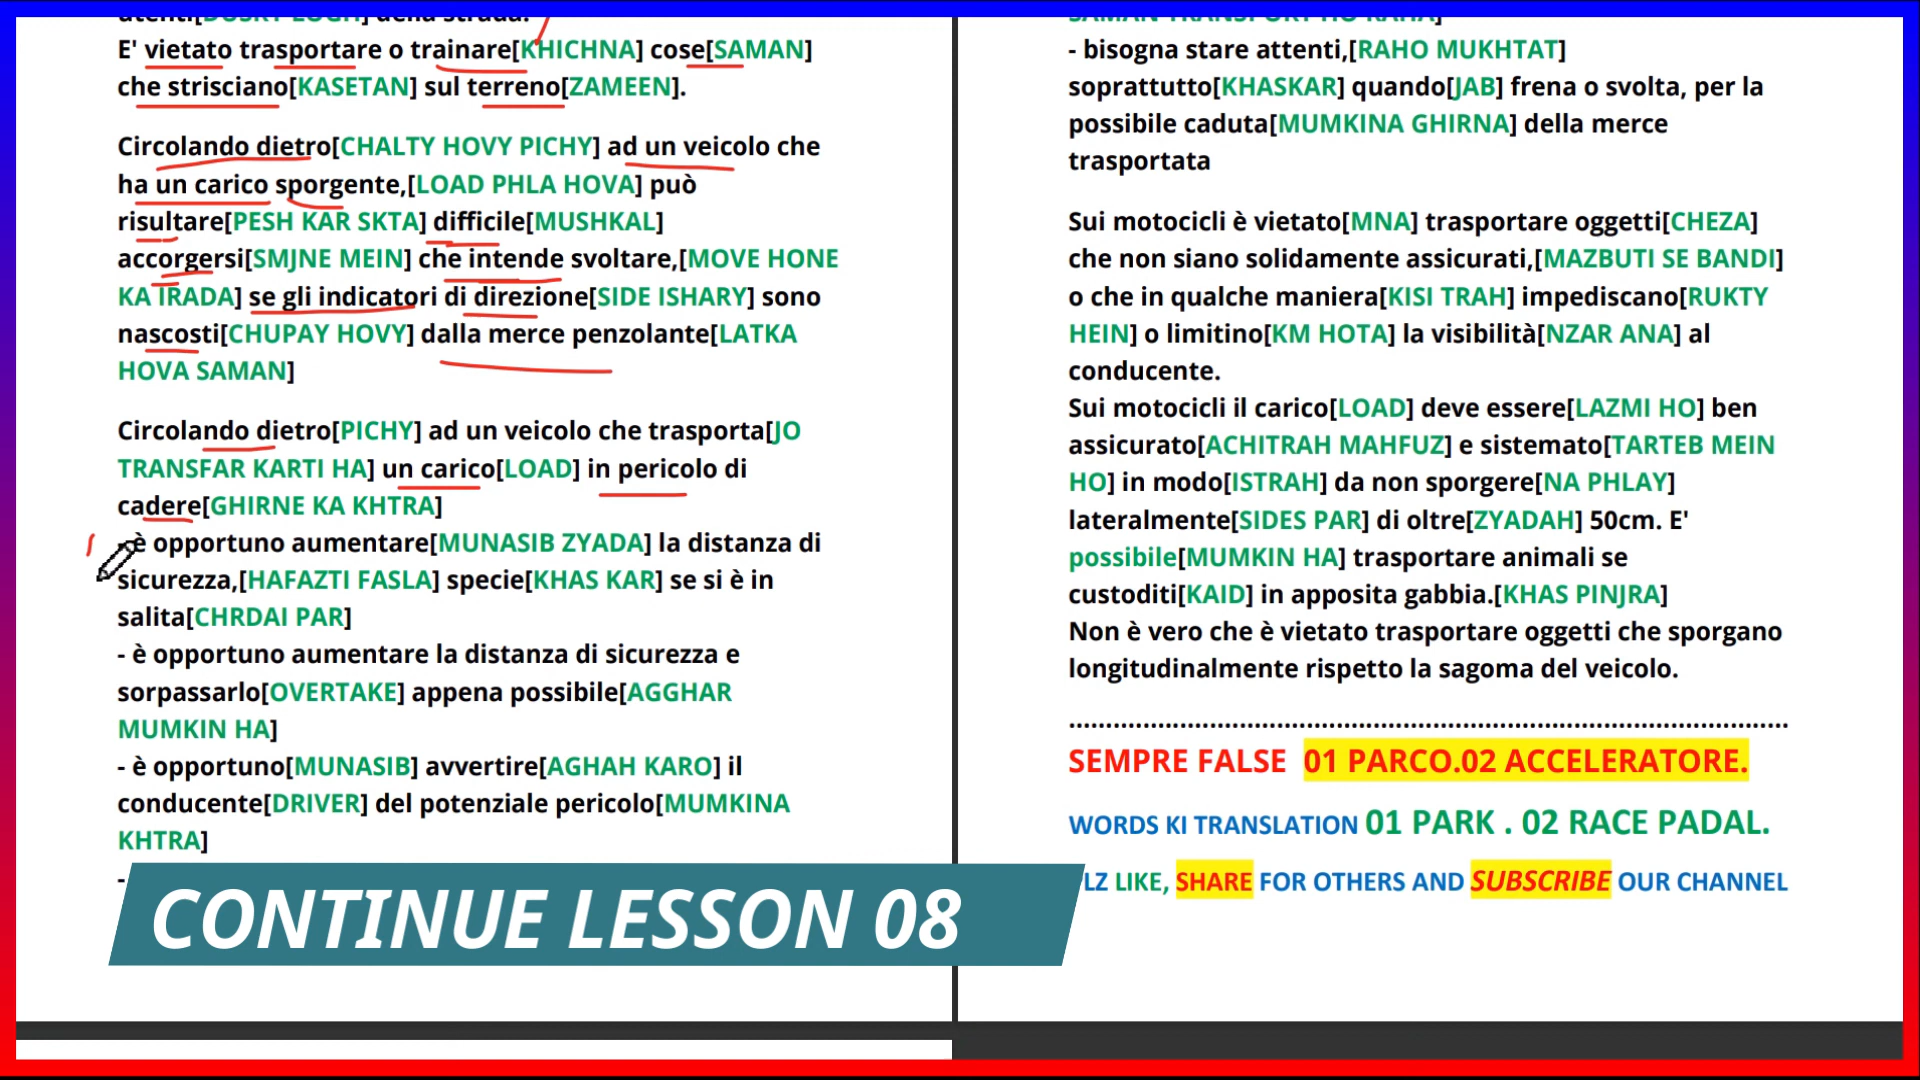 atenti[DUSRY LOGH] della strada.
E' vietato trasportare o trainare[KHICHNA] cose[SAMAN]
che strisciano[KASETAN] sul terreno[ZAMEEN].
Circolando dietro[CHALTY HOVY PICHY] ad un veicolo che
ha un carico sporgente,[LOAD PHLA HOVA] può
risultare[PESH KAR SKTA] difficile[MUSHKAL]
accorgersi[SMJNE MEIN] che intende svoltare,[MOVE HONE
KA IRADA] se gli indicatori di direzione[SIDE ISHARY] sono
nascosti[CHUPAY HOVY] dalla merce penzolante[LATKA
HOVA SAMAN]
Circolando dietro[PICHY] ad un veicolo che trasporta[JO
TRANSFAR KARTI HA] un carico[LOAD] in pericolo di
cadere[GHIRNE KA KHTRA]
- è opportuno aumentare[MUNASIB ZYADA] la distanza di
sicurezza,[HAFAZTI FASLA] specie[KHAS KAR] se si è in
salita[CHRDAI PAR]
- è opportuno aumentare la distanza di sicurezza e
sorpassarlo[OVERTAKE] appena possibile[AGGHAR
MUMKIN HA]
- è opportuno[MUNASIB] avvertire[AGHAH KARO] il
conducente[DRIVER] del potenziale pericolo[MUMKINA
KHTRA]
-
CONTINUE LESSON 08
SAMAN TRANSPORT HO RAHA]
- bisogna stare attenti,[RAHO MUKHTAT]
soprattutto[KHASKAR] quando[JAB] frena o svolta, per la
possibile caduta[MUMKINA GHIRNA] della merce
trasportata
Sui motocicli è vietato[MNA] trasportare oggetti[CHEZA]
che non siano solidamente assicurati,[MAZBUTI SE BANDI]
o che in qualche maniera[KISI TRAH] impediscano[RUKTY
HEIN] o limitino[KM HOTA] la visibilità[NZAR ANA] al
conducente.
Sui motocicli il carico[LOAD] deve essere[LAZMI HO] ben
assicurato[ACHITRAH MAHFUZ] e sistemato[TARTEB MEIN
HO] in modo[ISTRAH] da non sporgere[NA PHLAY]
lateralmente[SIDES PAR] di oltre[ZYADAH] 50cm. E'
possibile[MUMKIN HA] trasportare animali se
custoditi[KAID] in apposita gabbia.[KHAS PINJRA]
Non è vero che è vietato trasportare oggetti che sporgano
longitudinalmente rispetto la sagoma del veicolo.
................................................................................
SEMPRE FALSE 01 PARCO.02 ACCELERATORE.
WORDS KI TRANSLATION 01 PARK . 02 RACE PADAL.
LZ LIKE, SHARE FOR OTHERS AND SUBSCRIBE OUR CHANNEL